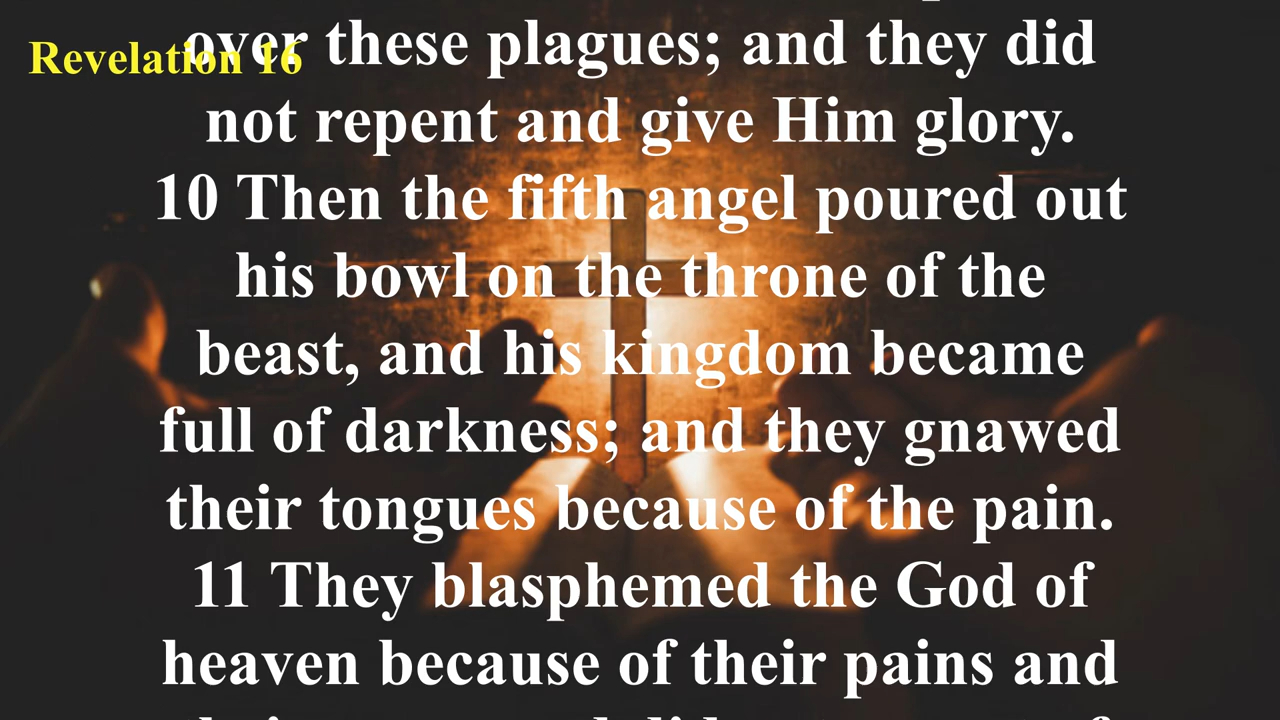 Revelation 16
over these plagues; and they did
not repent and give Him glory.
10 Then the fifth angel poured out
his bowl on the throne of the
beast, and his kingdom became
full of darkness; and they gnawed
their tongues because of the pain.
11 They blasphemed the God of
heaven because of their pains and